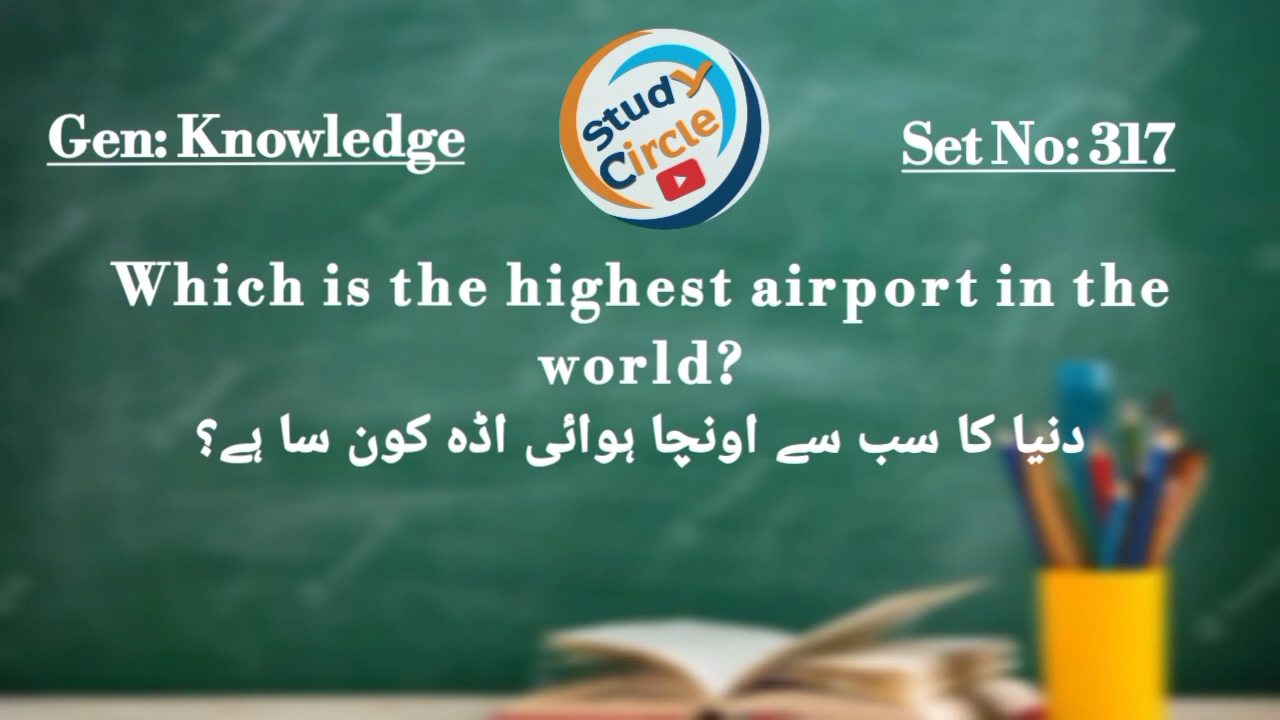 Gen: Knowledge
Study
Circle
Set No: 317
Which is the highest airport in the
world?
دنیا کا سب سے اونچا ہوائی اڈہ کون سا ہے؟